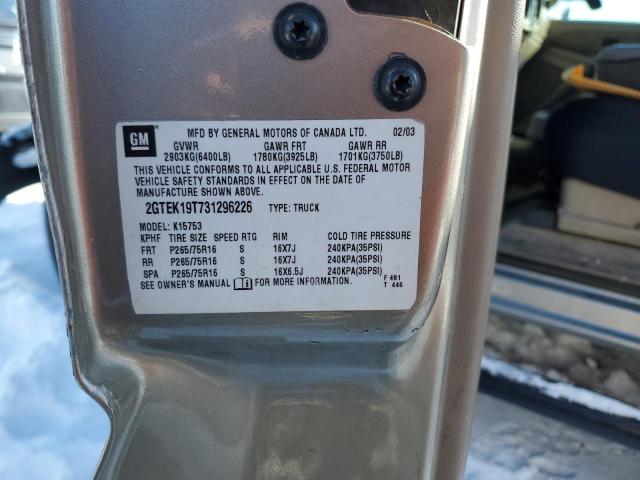 GM
MFD BY GENERAL MOTORS OF CANADA LTD. 02/03
GVWR GAWR FRT GAWR RR
2903KG(6400LB) 1780KG(3925LB) 1701KG(3750LB)
THIS VEHICLE CONFORMS TO ALL APPLICABLE U.S. FEDERAL MOTOR
VEHICLE SAFETY STANDARDS IN EFFECT ON THE DATE OF
MANUFACTURE SHOWN ABOVE.
2GTEK19T731296226 TYPE: TRUCK
MODEL: K15753
KPHF TIRE SIZE SPEED RTG RIM COLD TIRE PRESSURE
FRT P265/75R16 S 16X7J 240KPA(35PSI)
RR P265/75R16 S 16X7J 240KPA(35PSI)
SPA P265/75R16 S 16X6.5J 240KPA(35PSI)
SEE OWNER'S MANUAL FOR MORE INFORMATION. F 481
T 446